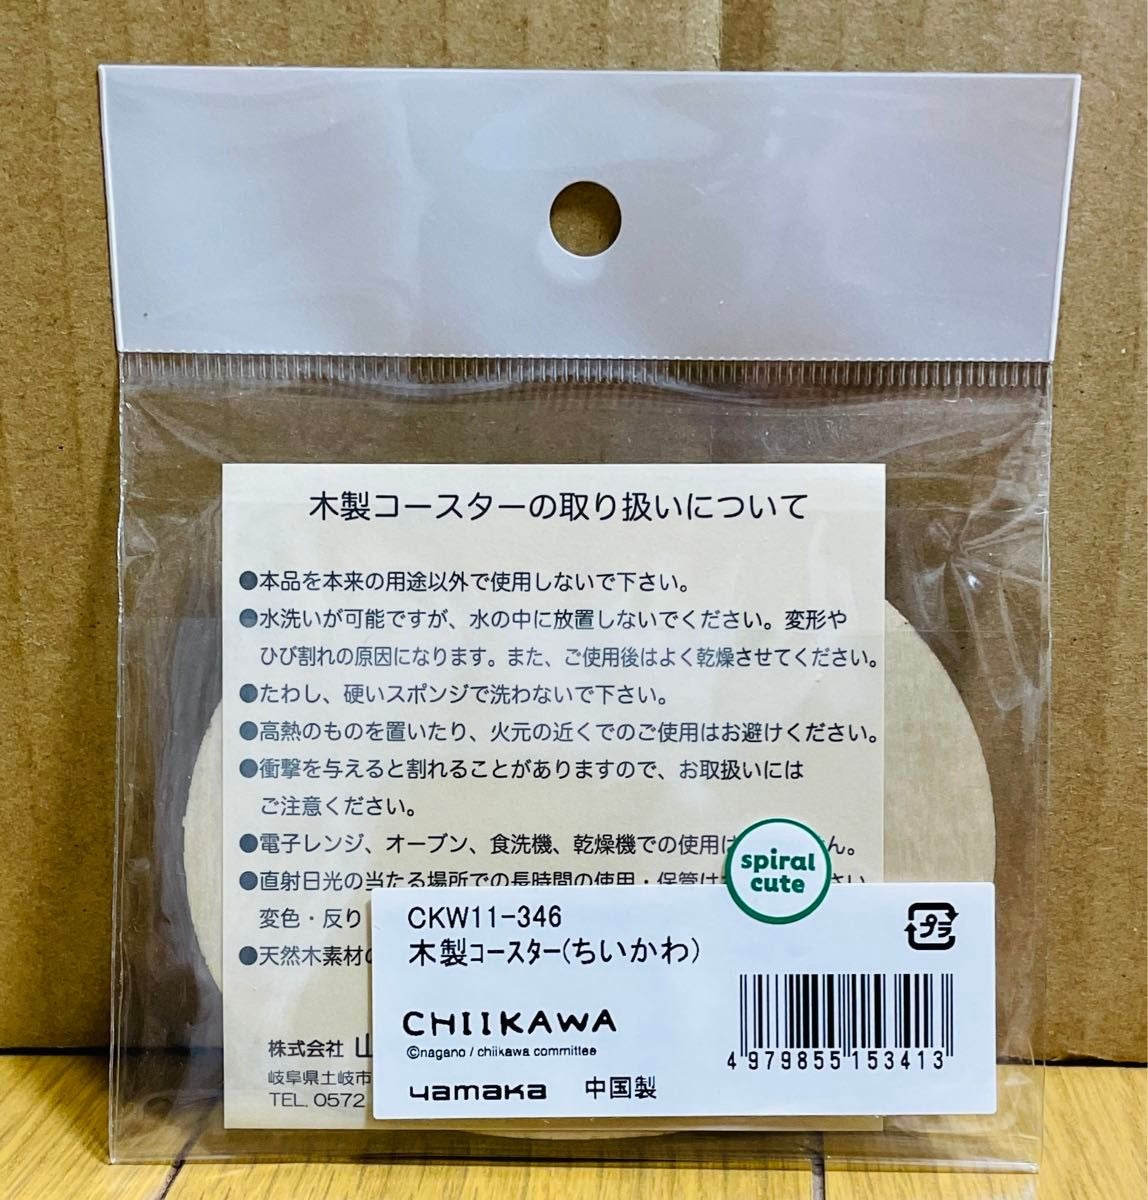 木製コースターの取り扱いについて
●本品を本来の用途以外で使用しないで下さい。
●水洗いが可能ですが、水の中に放置しないでください。変形や
ひび割れの原因になります。また、ご使用後はよく乾燥させてください。
●たわし、硬いスポンジで洗わないで下さい。
●高熱のものを置いたり、火元の近くでのご使用はお避けください。
●衝撃を与えると割れることがありますので、お取扱いには
ご注意ください。
●電子レンジ、オーブン、食洗機、乾燥機での使用は
ん。
●直射日光の当たる場所での長時間の使用・保管は
さい
変色・反り
●天然木素材の
株式会社 山
岐阜県土岐市
TEL. 0572
spiral
cute
CKW11-346
木製コースター(ちいかわ)
プラ
CHIIKAWA
©nagano / chiikawa committee
yamaka 中国製
4 979855 153413